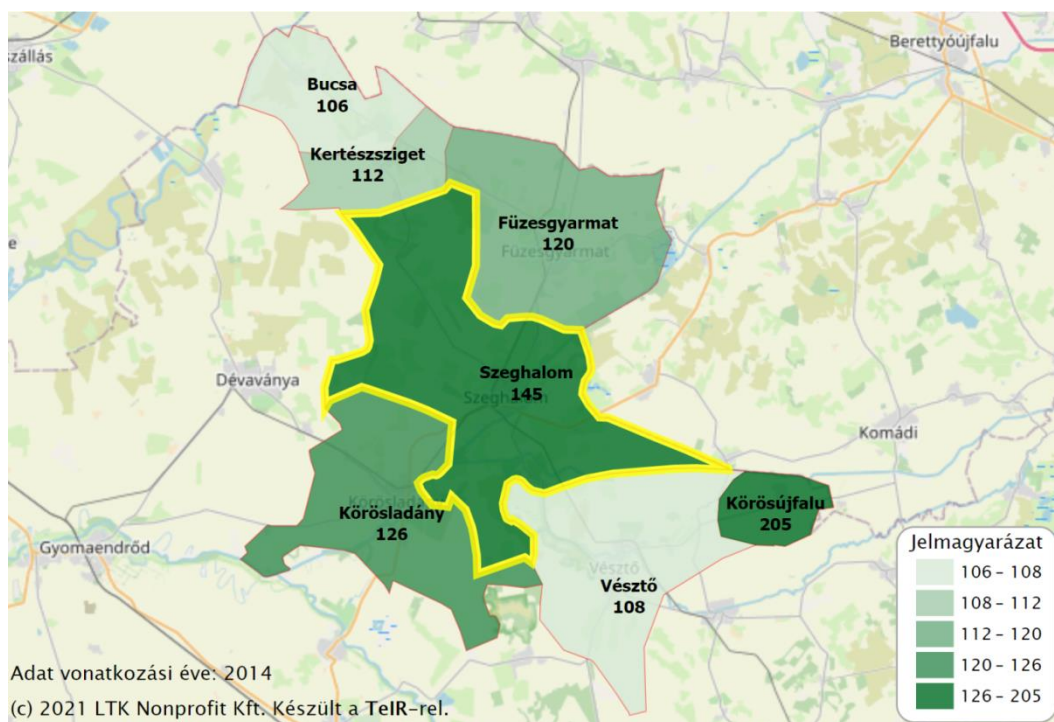 szállás
Berettyóújfalu
Bucsa
106
Kertészsziget
112
Füzesgyarmat
120
Füzesgyarmat
e
Szeghalom
145
Szeghalom
Dévaványa
Komádi
Körösladány
Körösladány
126
Körösújfalu
205
Gyomaendrőd
Vésztő
Vésztő
108
Jelmagyarázat
106 – 108
108 – 112
112 – 120
120 – 126
126 – 205
Adat vonatkozási éve: 2014
(c) 2021 LTK Nonprofit Kft. Készült a TeIR-rel.